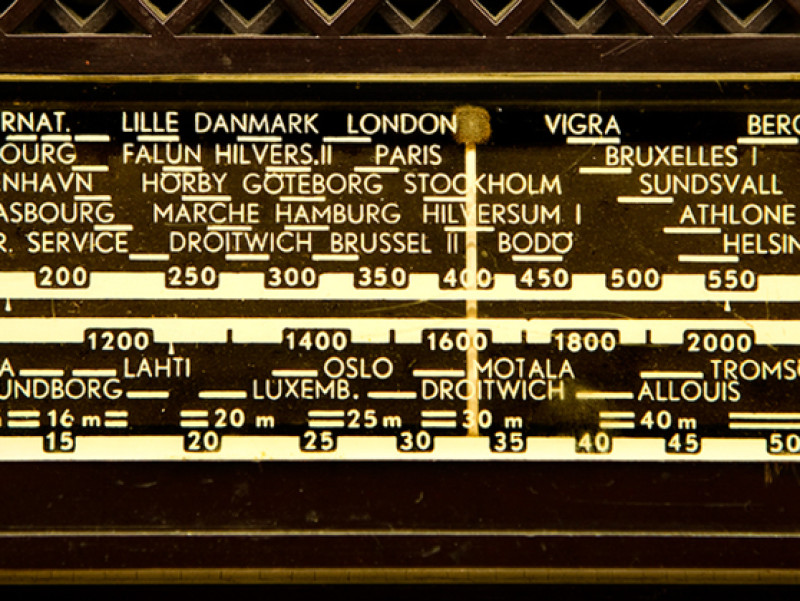 RNAT. LILLE DANMARK LONDON VIGRA BERG
OURG FALUN HILVERS.II PARIS BRUXELLES I
NHAVN HÖRBY GÖTEBORG STOCKHOLM SUNDSVALL
ASBOURG MARCHE HAMBURG HILVERSUM I ATHLONE
R. SERVICE DROITWICH BRUSSEL II BODÖ HELSIN
200 250 300 350 400 450 500 550
1200 1400 1600 1800 2000
A LAHTI OSLO MOTALA TROMSÖ
UNDBORG LUXEMB. DROITWICH ALLOUIS
16 m 20 m 25 m 30 m 40 m
15 20 25 30 35 40 45 50